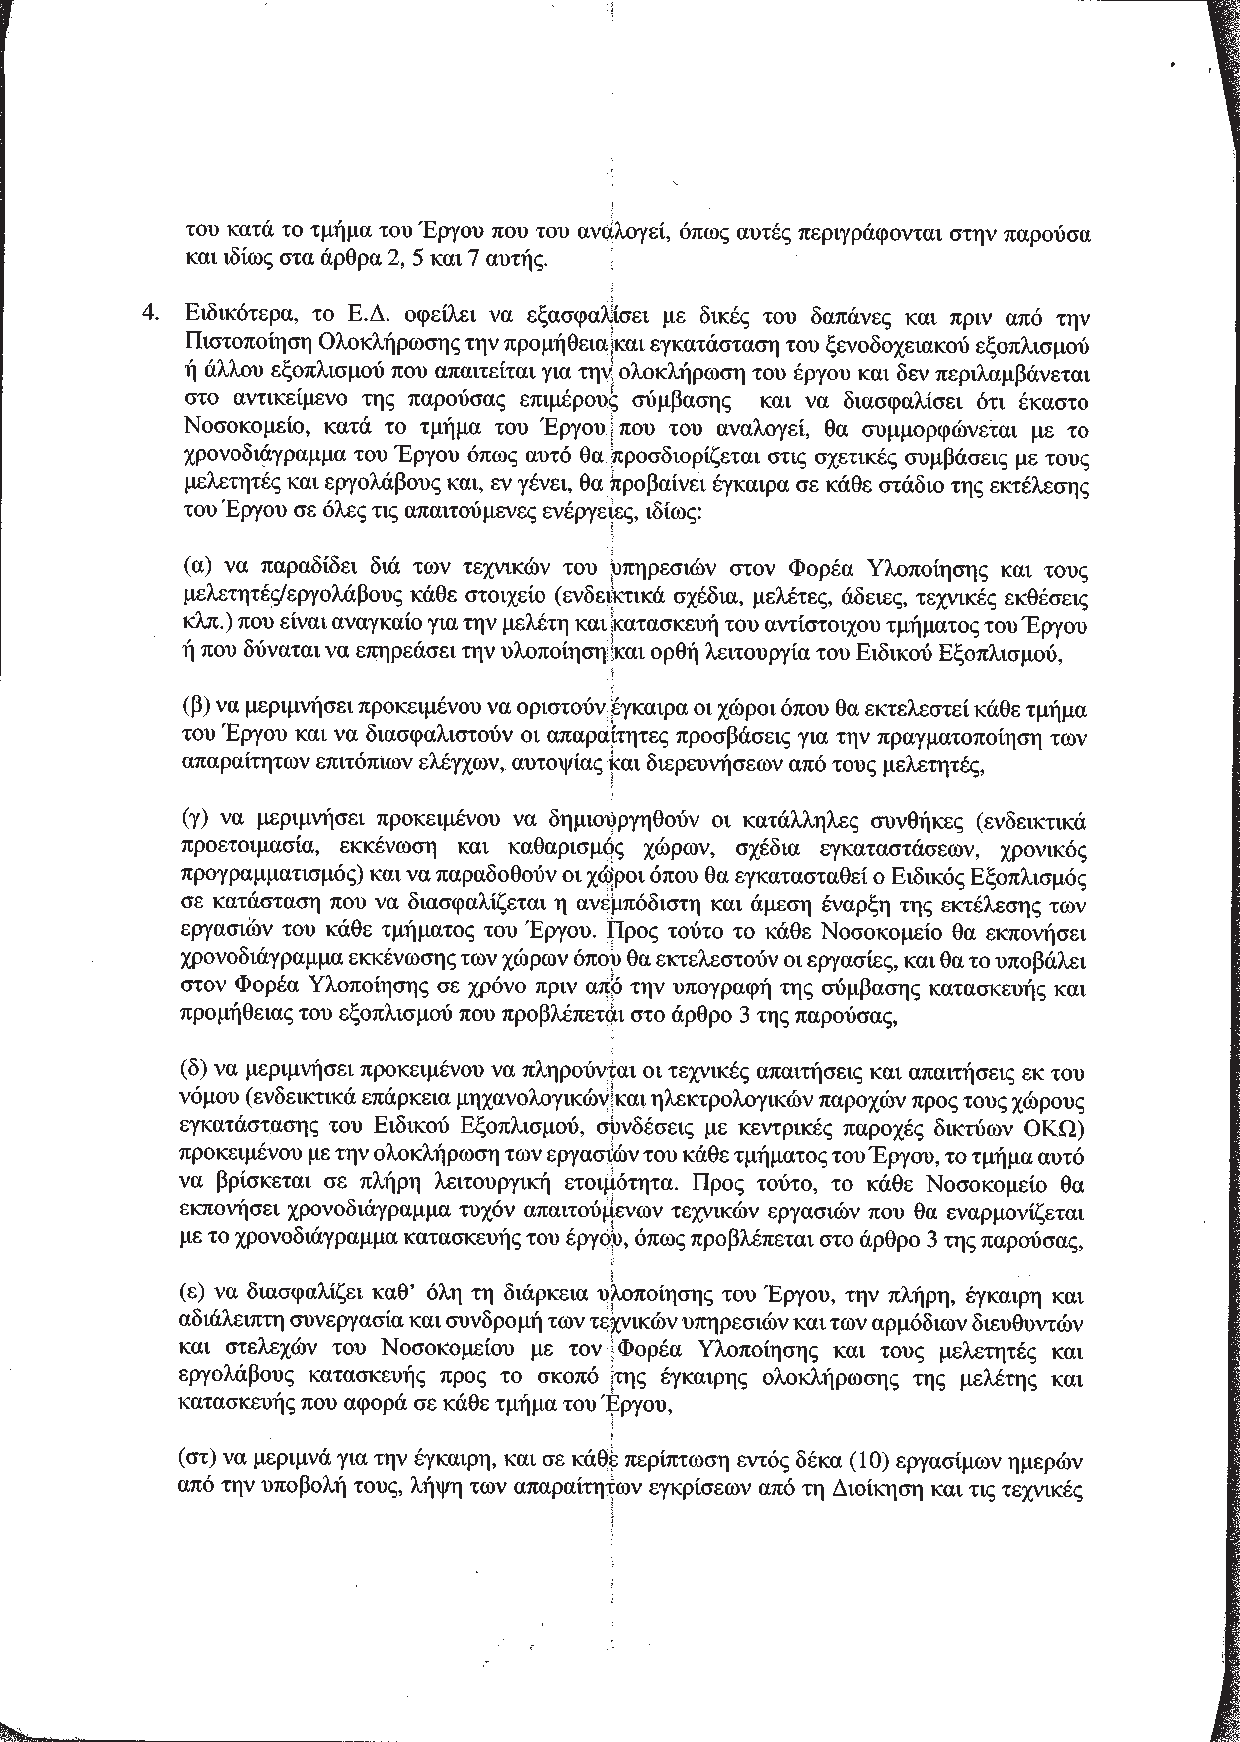 του κατά το τμήμα του Έργου που του αναλογεί, όπως αυτές περιγράφονται στην παρούσα
και ιδίως στα άρθρα 2, 5 και 7 αυτής.
4. Ειδικότερα, το Ε.Δ. οφείλει να εξασφαλίσει με δικές του δαπάνες και πριν από την
Πιστοποίηση Ολοκλήρωσης την προμήθεια και εγκατάσταση του ξενοδοχειακού εξοπλισμού
ή άλλου εξοπλισμού που απαιτείται για την ολοκλήρωση του έργου και δεν περιλαμβάνεται
στο αντικείμενο της παρούσας επιμέρους σύμβασης και να διασφαλίσει ότι έκαστο
Νοσοκομείο, κατά το τμήμα του Έργου που του αναλογεί, θα συμμορφώνεται με το
χρονοδιάγραμμα του Έργου όπως αυτό θα προσδιορίζεται στις σχετικές συμβάσεις με τους
μελετητές και εργολάβους και, εν γένει, θα προβαίνει έγκαιρα σε κάθε στάδιο της εκτέλεσης
του Έργου σε όλες τις απαιτούμενες ενέργειες, ιδίως:
(α) να παραδίδει διά των τεχνικών του υπηρεσιών στον Φορέα Υλοποίησης και τους
μελετητές/εργολάβους κάθε στοιχείο (ενδεικτικά σχέδια, μελέτες, άδειες, τεχνικές εκθέσεις
κλπ.) που είναι αναγκαίο για την μελέτη και κατασκευή του αντίστοιχου τμήματος του Έργου
ή που δύναται να επηρεάσει την υλοποίηση και ορθή λειτουργία του Ειδικού Εξοπλισμού,
(β) να μεριμνήσει προκειμένου να οριστούν έγκαιρα οι χώροι όπου θα εκτελεστεί κάθε τμήμα
του Έργου και να διασφαλιστούν οι απαραίτητες προσβάσεις για την πραγματοποίηση των
απαραίτητων επιτόπιων ελέγχων, αυτοψίας και διερευνήσεων από τους μελετητές,
(γ) να μεριμνήσει προκειμένου να δημιουργηθούν οι κατάλληλες συνθήκες (ενδεικτικά
προετοιμασία, εκκένωση και καθαρισμός χώρων, σχέδια εγκαταστάσεων, χρονικός
προγραμματισμός) και να παραδοθούν οι χώροι όπου θα εγκατασταθεί ο Ειδικός Εξοπλισμός
σε κατάσταση που να διασφαλίζεται η ανεμπόδιστη και άμεση έναρξη της εκτέλεσης των
εργασιών του κάθε τμήματος του Έργου. Προς τούτο το κάθε Νοσοκομείο θα εκπονήσει
χρονοδιάγραμμα εκκένωσης των χώρων όπου θα εκτελεστούν οι εργασίες, και θα το υποβάλει
στον Φορέα Υλοποίησης σε χρόνο πριν από την υπογραφή της σύμβασης κατασκευής και
προμήθειας του εξοπλισμού που προβλέπεται στο άρθρο 3 της παρούσας,
(δ) να μεριμνήσει προκειμένου να πληρούνται οι τεχνικές απαιτήσεις και απαιτήσεις εκ του
νόμου (ενδεικτικά επάρκεια μηχανολογικών και ηλεκτρολογικών παροχών προς τους χώρους
εγκατάστασης του Ειδικού Εξοπλισμού, συνδέσεις με κεντρικές παροχές δικτύων ΟΚΩ)
προκειμένου με την ολοκλήρωση των εργασιών του κάθε τμήματος του Έργου, το τμήμα αυτό
να βρίσκεται σε πλήρη λειτουργική ετοιμότητα. Προς τούτο, το κάθε Νοσοκομείο θα
εκπονήσει χρονοδιάγραμμα τυχόν απαιτούμενων τεχνικών εργασιών που θα εναρμονίζεται
με το χρονοδιάγραμμα κατασκευής του έργου, όπως προβλέπεται στο άρθρο 3 της παρούσας,
(ε) να διασφαλίζει καθ’ όλη τη διάρκεια υλοποίησης του Έργου, την πλήρη, έγκαιρη και
αδιάλειπτη συνεργασία και συνδρομή των τεχνικών υπηρεσιών και των αρμόδιων διευθυντών
και στελεχών του Νοσοκομείου με τον Φορέα Υλοποίησης και τους μελετητές και
εργολάβους κατασκευής προς το σκοπό της έγκαιρης ολοκλήρωσης της μελέτης και
κατασκευής που αφορά σε κάθε τμήμα του Έργου,
(στ) να μεριμνά για την έγκαιρη, και σε κάθε περίπτωση εντός δέκα (10) εργασίμων ημερών
από την υποβολή τους, λήψη των απαραίτητων εγκρίσεων από τη Διοίκηση και τις τεχνικές